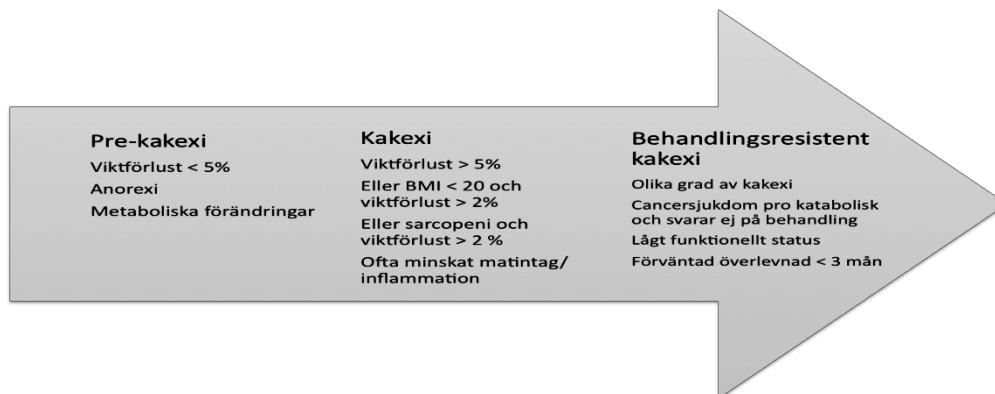 Pre-kakexi
Viktförlust < 5%
Anorexi
Metaboliska förändringar
Kakexi
Viktförlust > 5%
Eller BMI < 20 och
viktförlust > 2%
Eller sarcopeni och
viktförlust > 2 %
Ofta minskat matintag/
inflammation
Behandlingsresistent
kakexi
Olika grad av kakexi
Cancersjukdom pro katabolisk
och svarar ej på behandling
Lågt funktionellt status
Förväntad överlevnad < 3 mån